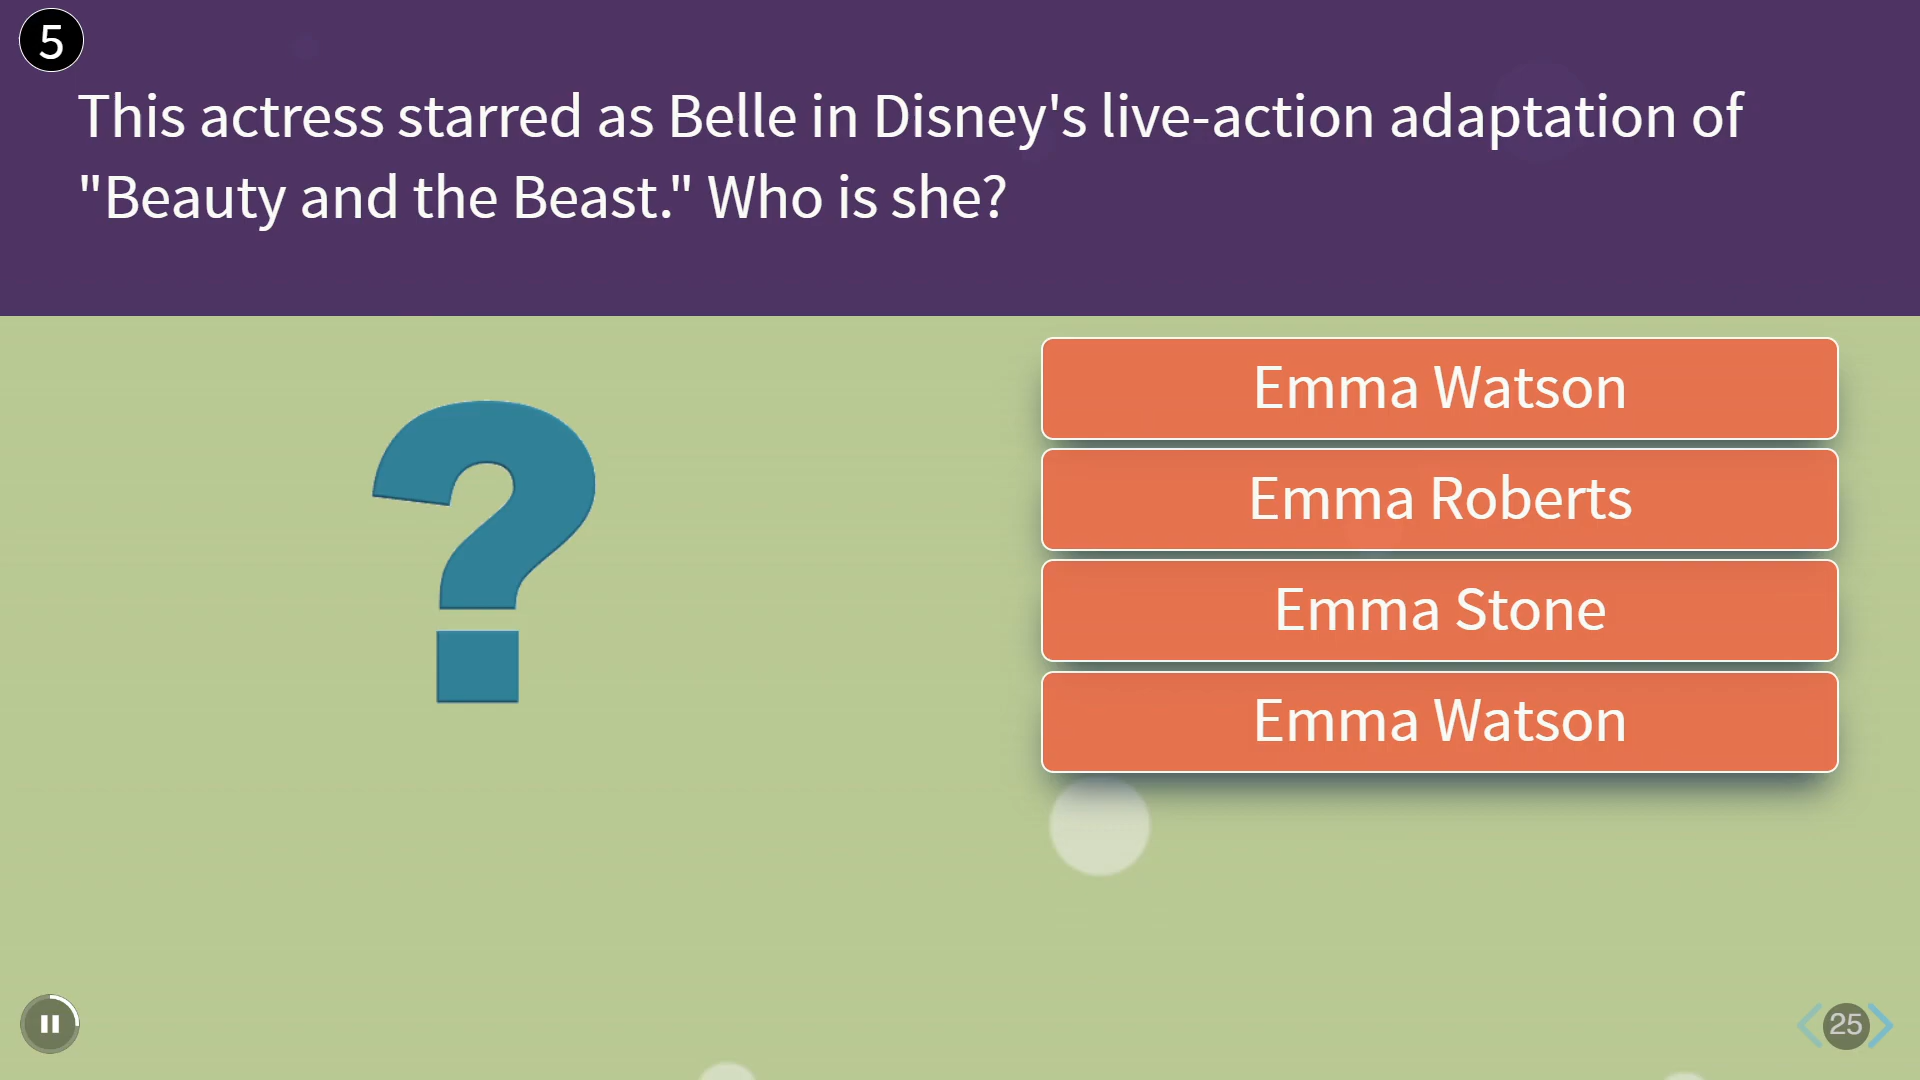 5
This actress starred as Belle in Disney's live-action adaptation of
"Beauty and the Beast." Who is she?
?
Emma Watson
Emma Roberts
Emma Stone
Emma Watson
25